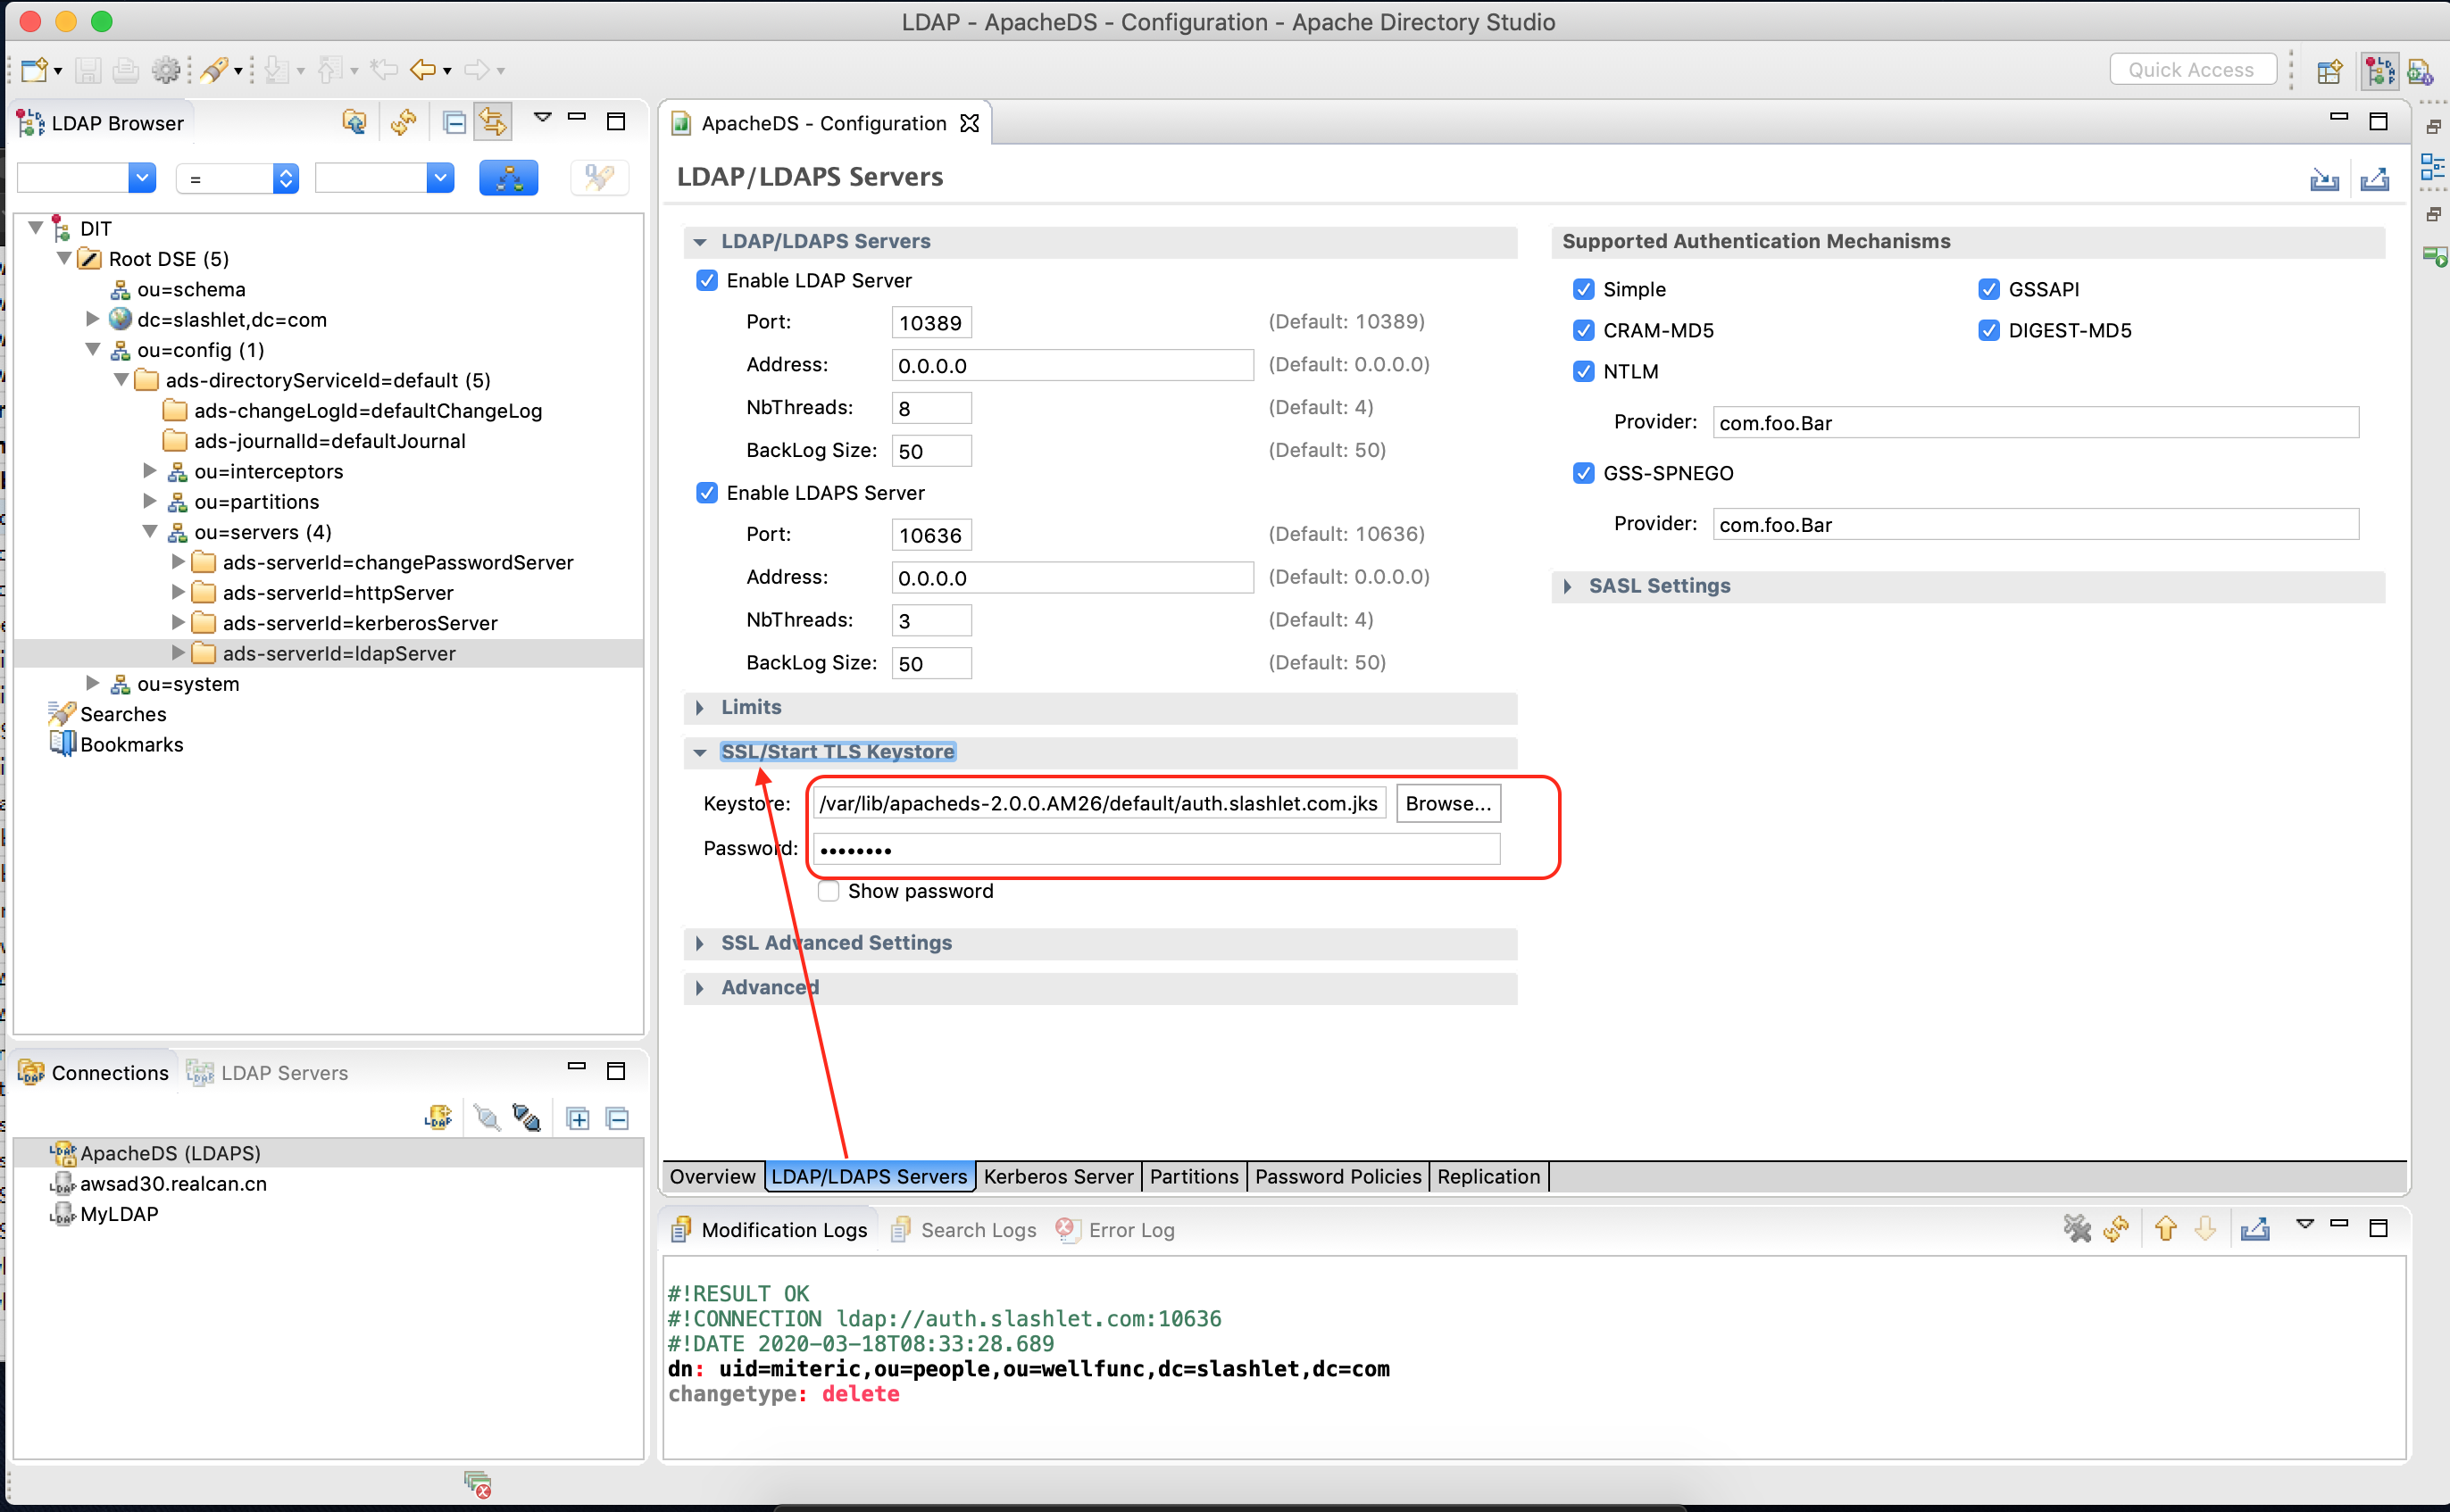 LDAP - ApacheDS - Configuration - Apache Directory Studio
Quick Access
LDAP Browser
=
DIT
Root DSE (5)
ou=schema
dc=slashlet,dc=com
ou=config (1)
ads-directoryServiceId=default (5)
ads-changeLogId=defaultChangeLog
ads-journalId=defaultJournal
ou=interceptors
ou=partitions
ou=servers (4)
ads-serverId=changePasswordServer
ads-serverId=httpServer
ads-serverId=kerberosServer
ads-serverId=ldapServer
ou=system
Searches
Bookmarks
Connections
LDAP Servers
ApacheDS (LDAPS)
awsad30.realcan.cn
MyLDAP
ApacheDS - Configuration
LDAP/LDAPS Servers
LDAP/LDAPS Servers
Enable LDAP Server
Port: 10389 (Default: 10389)
Address: 0.0.0.0 (Default: 0.0.0.0)
NbThreads: 8 (Default: 4)
BackLog Size: 50 (Default: 50)
Enable LDAPS Server
Port: 10636 (Default: 10636)
Address: 0.0.0.0 (Default: 0.0.0.0)
NbThreads: 3 (Default: 4)
BackLog Size: 50 (Default: 50)
Limits
SSL/Start TLS Keystore
Keystore: /var/lib/apacheds-2.0.0.AM26/default/auth.slashlet.com.jks Browse...
Password: ••••••••
Show password
SSL Advanced Settings
Advanced
Supported Authentication Mechanisms
Simple GSSAPI
CRAM-MD5 DIGEST-MD5
NTLM
Provider: com.foo.Bar
GSS-SPNEGO
Provider: com.foo.Bar
SASL Settings
Overview LDAP/LDAPS Servers Kerberos Server Partitions Password Policies Replication
Modification Logs Search Logs Error Log
#!RESULT OK
#!CONNECTION ldap://auth.slashlet.com:10636
#!DATE 2020-03-18T08:33:28.689
dn: uid=miteric,ou=people,ou=wellfunc,dc=slashlet,dc=com
changetype: delete